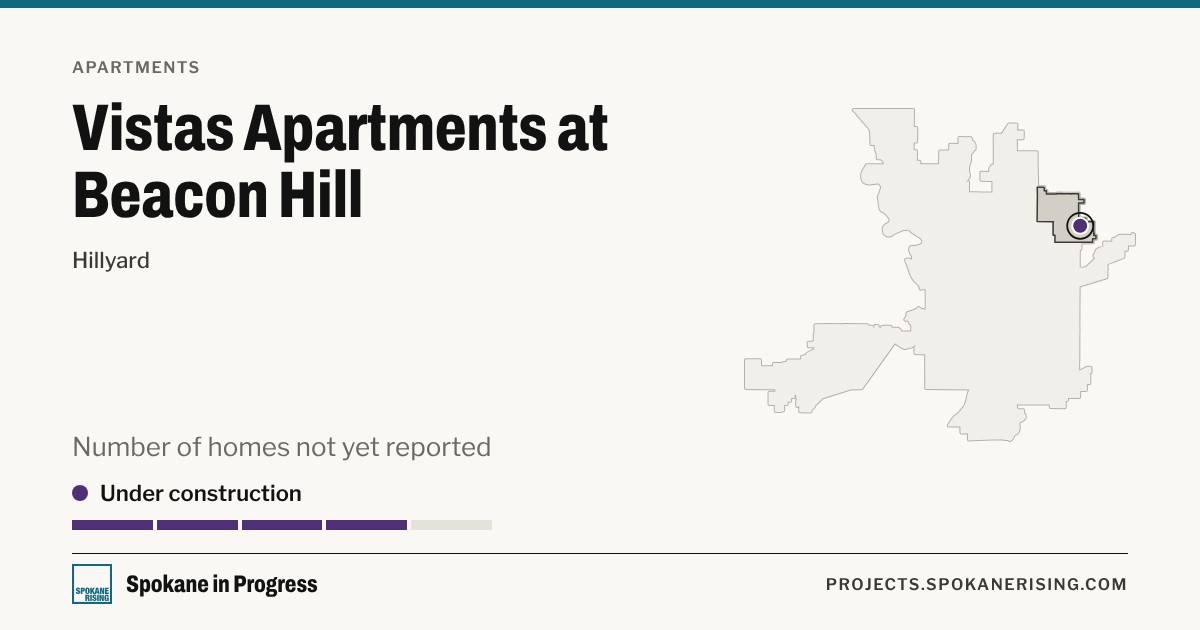 APARTMENTS
Vistas Apartments at
Beacon Hill
Hillyard
Number of homes not yet reported
Under construction
SPOKANE
RISING
Spokane in Progress
PROJECTS.SPOKANERISING.COM